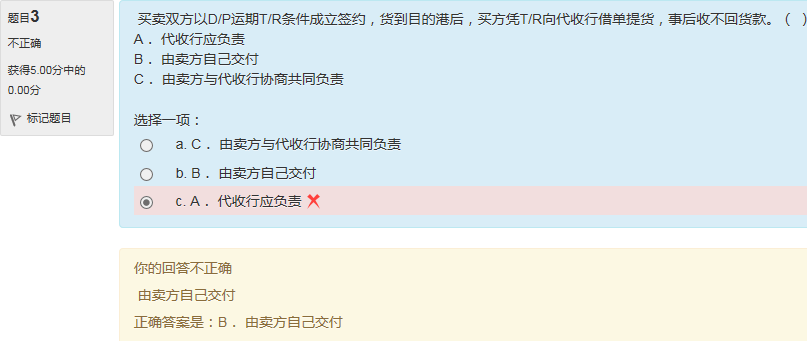 题目3
不正确
获得5.00分中的
0.00分
标记题目
买卖双方以D/P运期T/R条件成立签约，货到目的港后，买方凭T/R向代收行借单提货，事后收不回货款。（ ）
A． 代收行应负责
B． 由卖方自己交付
C． 由卖方与代收行协商共同负责
选择一项：
a. C． 由卖方与代收行协商共同负责
b. B． 由卖方自己交付
c. A． 代收行应负责
你的回答不正确
由卖方自己交付
正确答案是：B． 由卖方自己交付